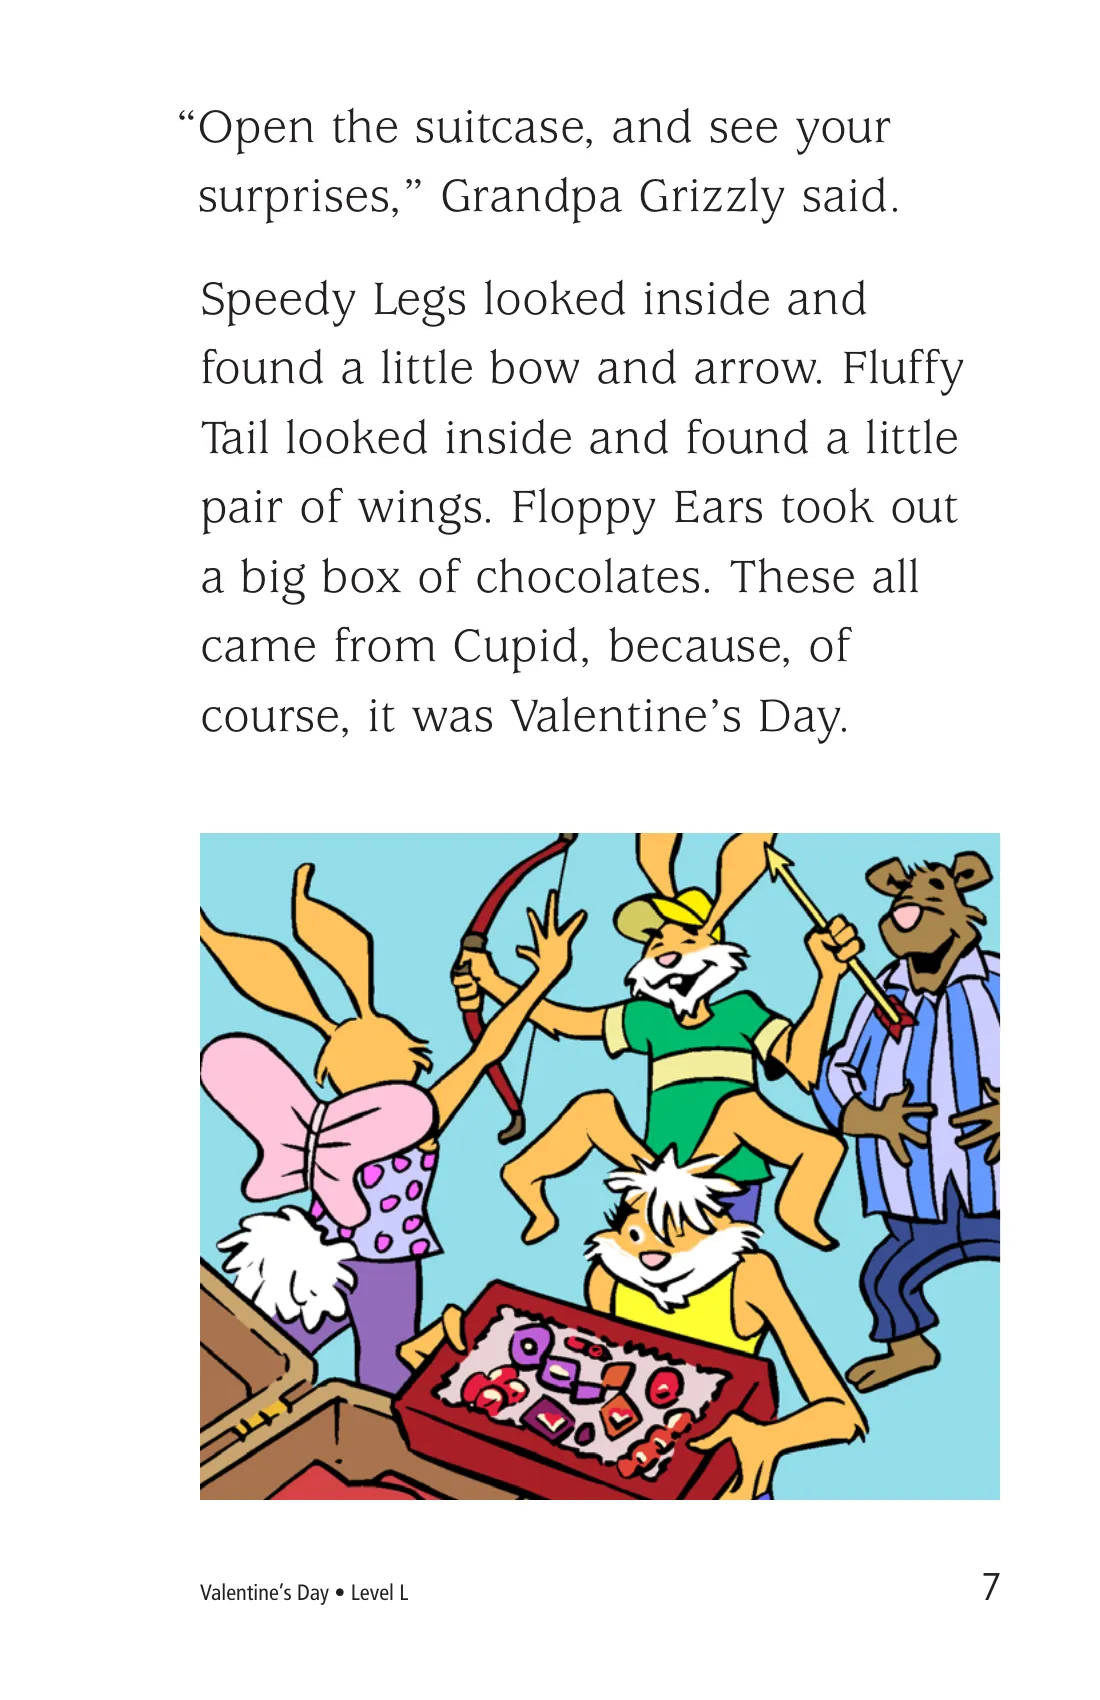 “Open the suitcase, and see your
surprises,” Grandpa Grizzly said.
Speedy Legs looked inside and
found a little bow and arrow. Fluffy
Tail looked inside and found a little
pair of wings. Floppy Ears took out
a big box of chocolates. These all
came from Cupid, because, of
course, it was Valentine’s Day.
Valentine’s Day • Level L
7